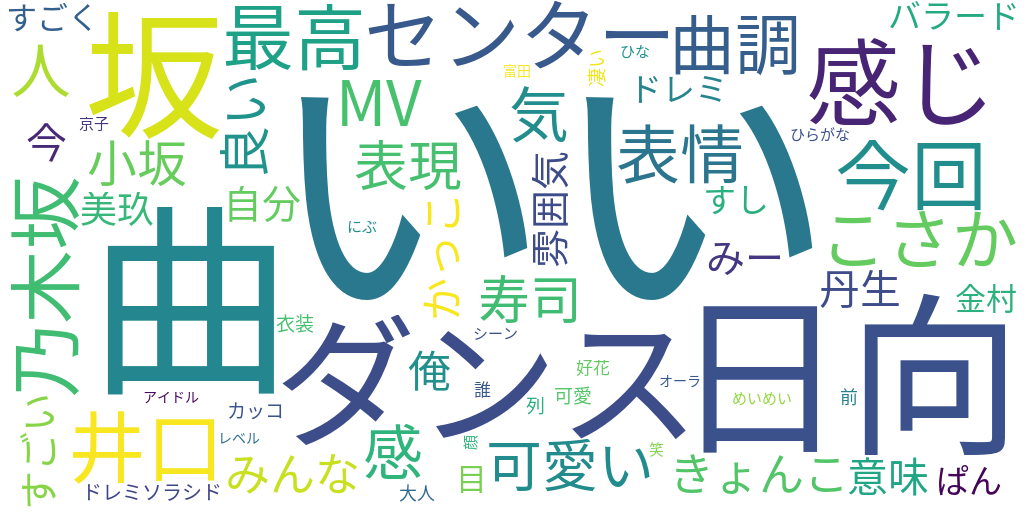 すごく
坂
最高
センター
曲調
バラード
人
良い
MV
気
凄い
富田
ひな
ドレミ
感じ
今
京子
小坂
表現
表情
ひらがな
今回
乃木坂
美玖
自分
いい
にぶ
かっこ
雰囲気
すし
こさか
みー
曲
寿司
丹生
金村
衣装
ダンス
シーン
日向
俺
好花
誰
可愛
列
オーラ
めいめい
前
アイドル
カッコ
すごい
井口
レベル
感
顔
可愛い
笑
みんな
目
きょんこ
意味
ぱん
ドレミソラシド
大人